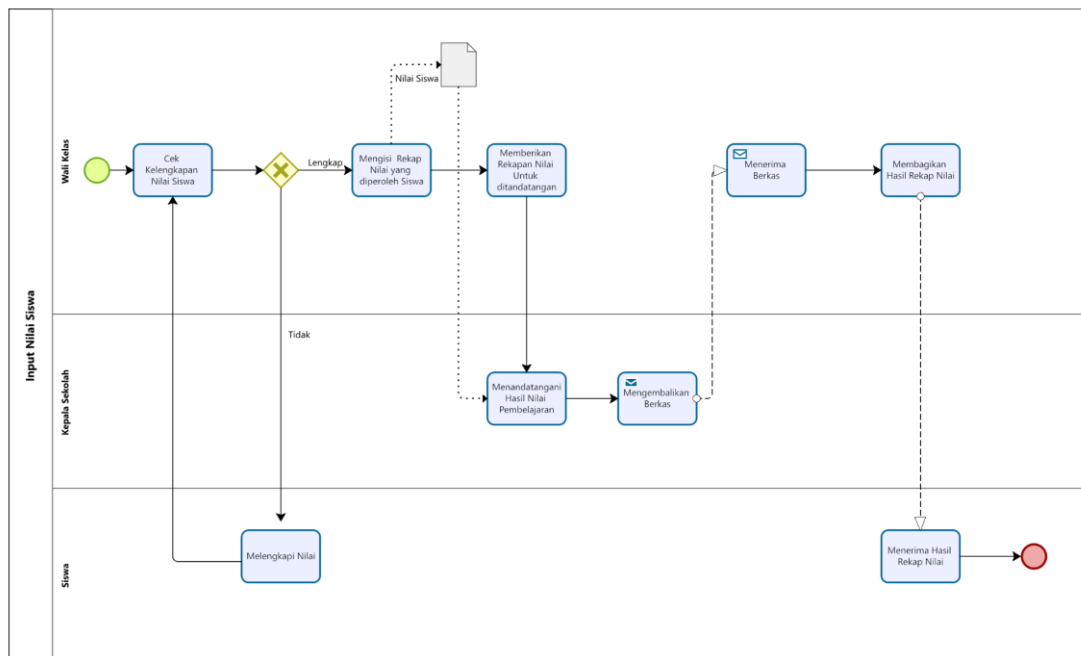 Input Nilai Siswa
Wali Kelas
Cek
Kelengkapan
Nilai Siswa
Lengkap
Mengisi Rekap
Nilai yang
diperoleh Siswa
Nilai Siswa
Memberikan
Rekapan Nilai
Untuk
ditandatangan
Menerima
Berkas
Membagikan
Hasil Rekap Nilai
Tidak
Kepala Sekolah
Menandatangani
Hasil Nilai
Pembelajaran
Mengembalikan
Berkas
Siswa
Melengkapi Nilai
Menerima Hasil
Rekap Nilai